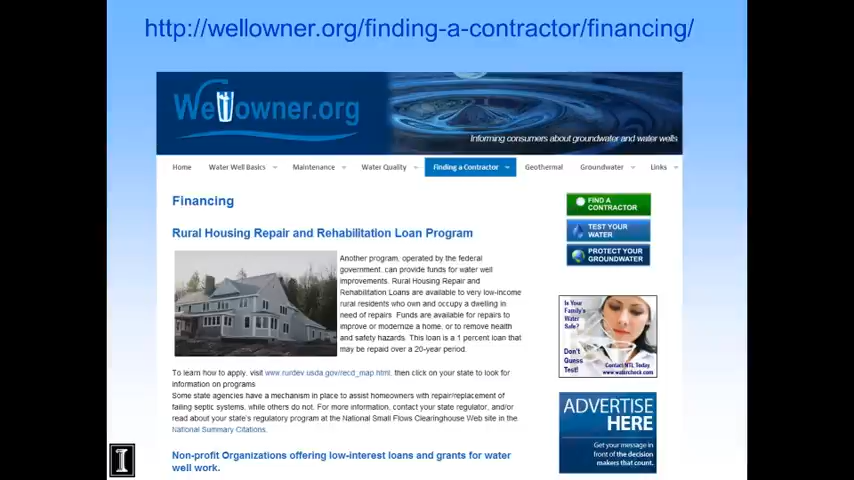 http://wellowner.org/finding-a-contractor/financing/
Wellowner.org
Informing consumers about groundwater and water wells
Home Water Well Basics Maintenance Water Quality Finding a Contractor Geothermal Groundwater Links
Financing
Rural Housing Repair and Rehabilitation Loan Program
Another program, operated by the federal
government, can provide funds for water well
improvements. Rural Housing Repair and
Rehabilitation Loans are available to very low-income
rural residents who own and occupy a dwelling in
need of repairs. Funds are available for repairs to
improve or modernize a home, or to remove health
and safety hazards. This loan is a 1 percent loan that
may be repaid over a 20-year period.
To learn how to apply, visit www.rurdev.usda.gov/recd_map.html, then click on your state to look for
information on programs
Some state agencies have a mechanism in place to assist homeowners with repair/replacement of
failing septic systems, while others do not. For more information, contact your state regulator, and/or
read about your state's regulatory program at the National Small Flows Clearinghouse Web site in the
National Summary Citations.
Non-profit Organizations offering low-interest loans and grants for water
well work.
FIND A
CONTRACTOR
TEST YOUR
WATER
PROTECT YOUR
GROUNDWATER
Is Your
Family's
Water
Safe?
Don't
Guess
Test!
Contact NTL Today
www.watercheck.com
ADVERTISE
HERE
Get your message in
front of the decision
makers that count.
I